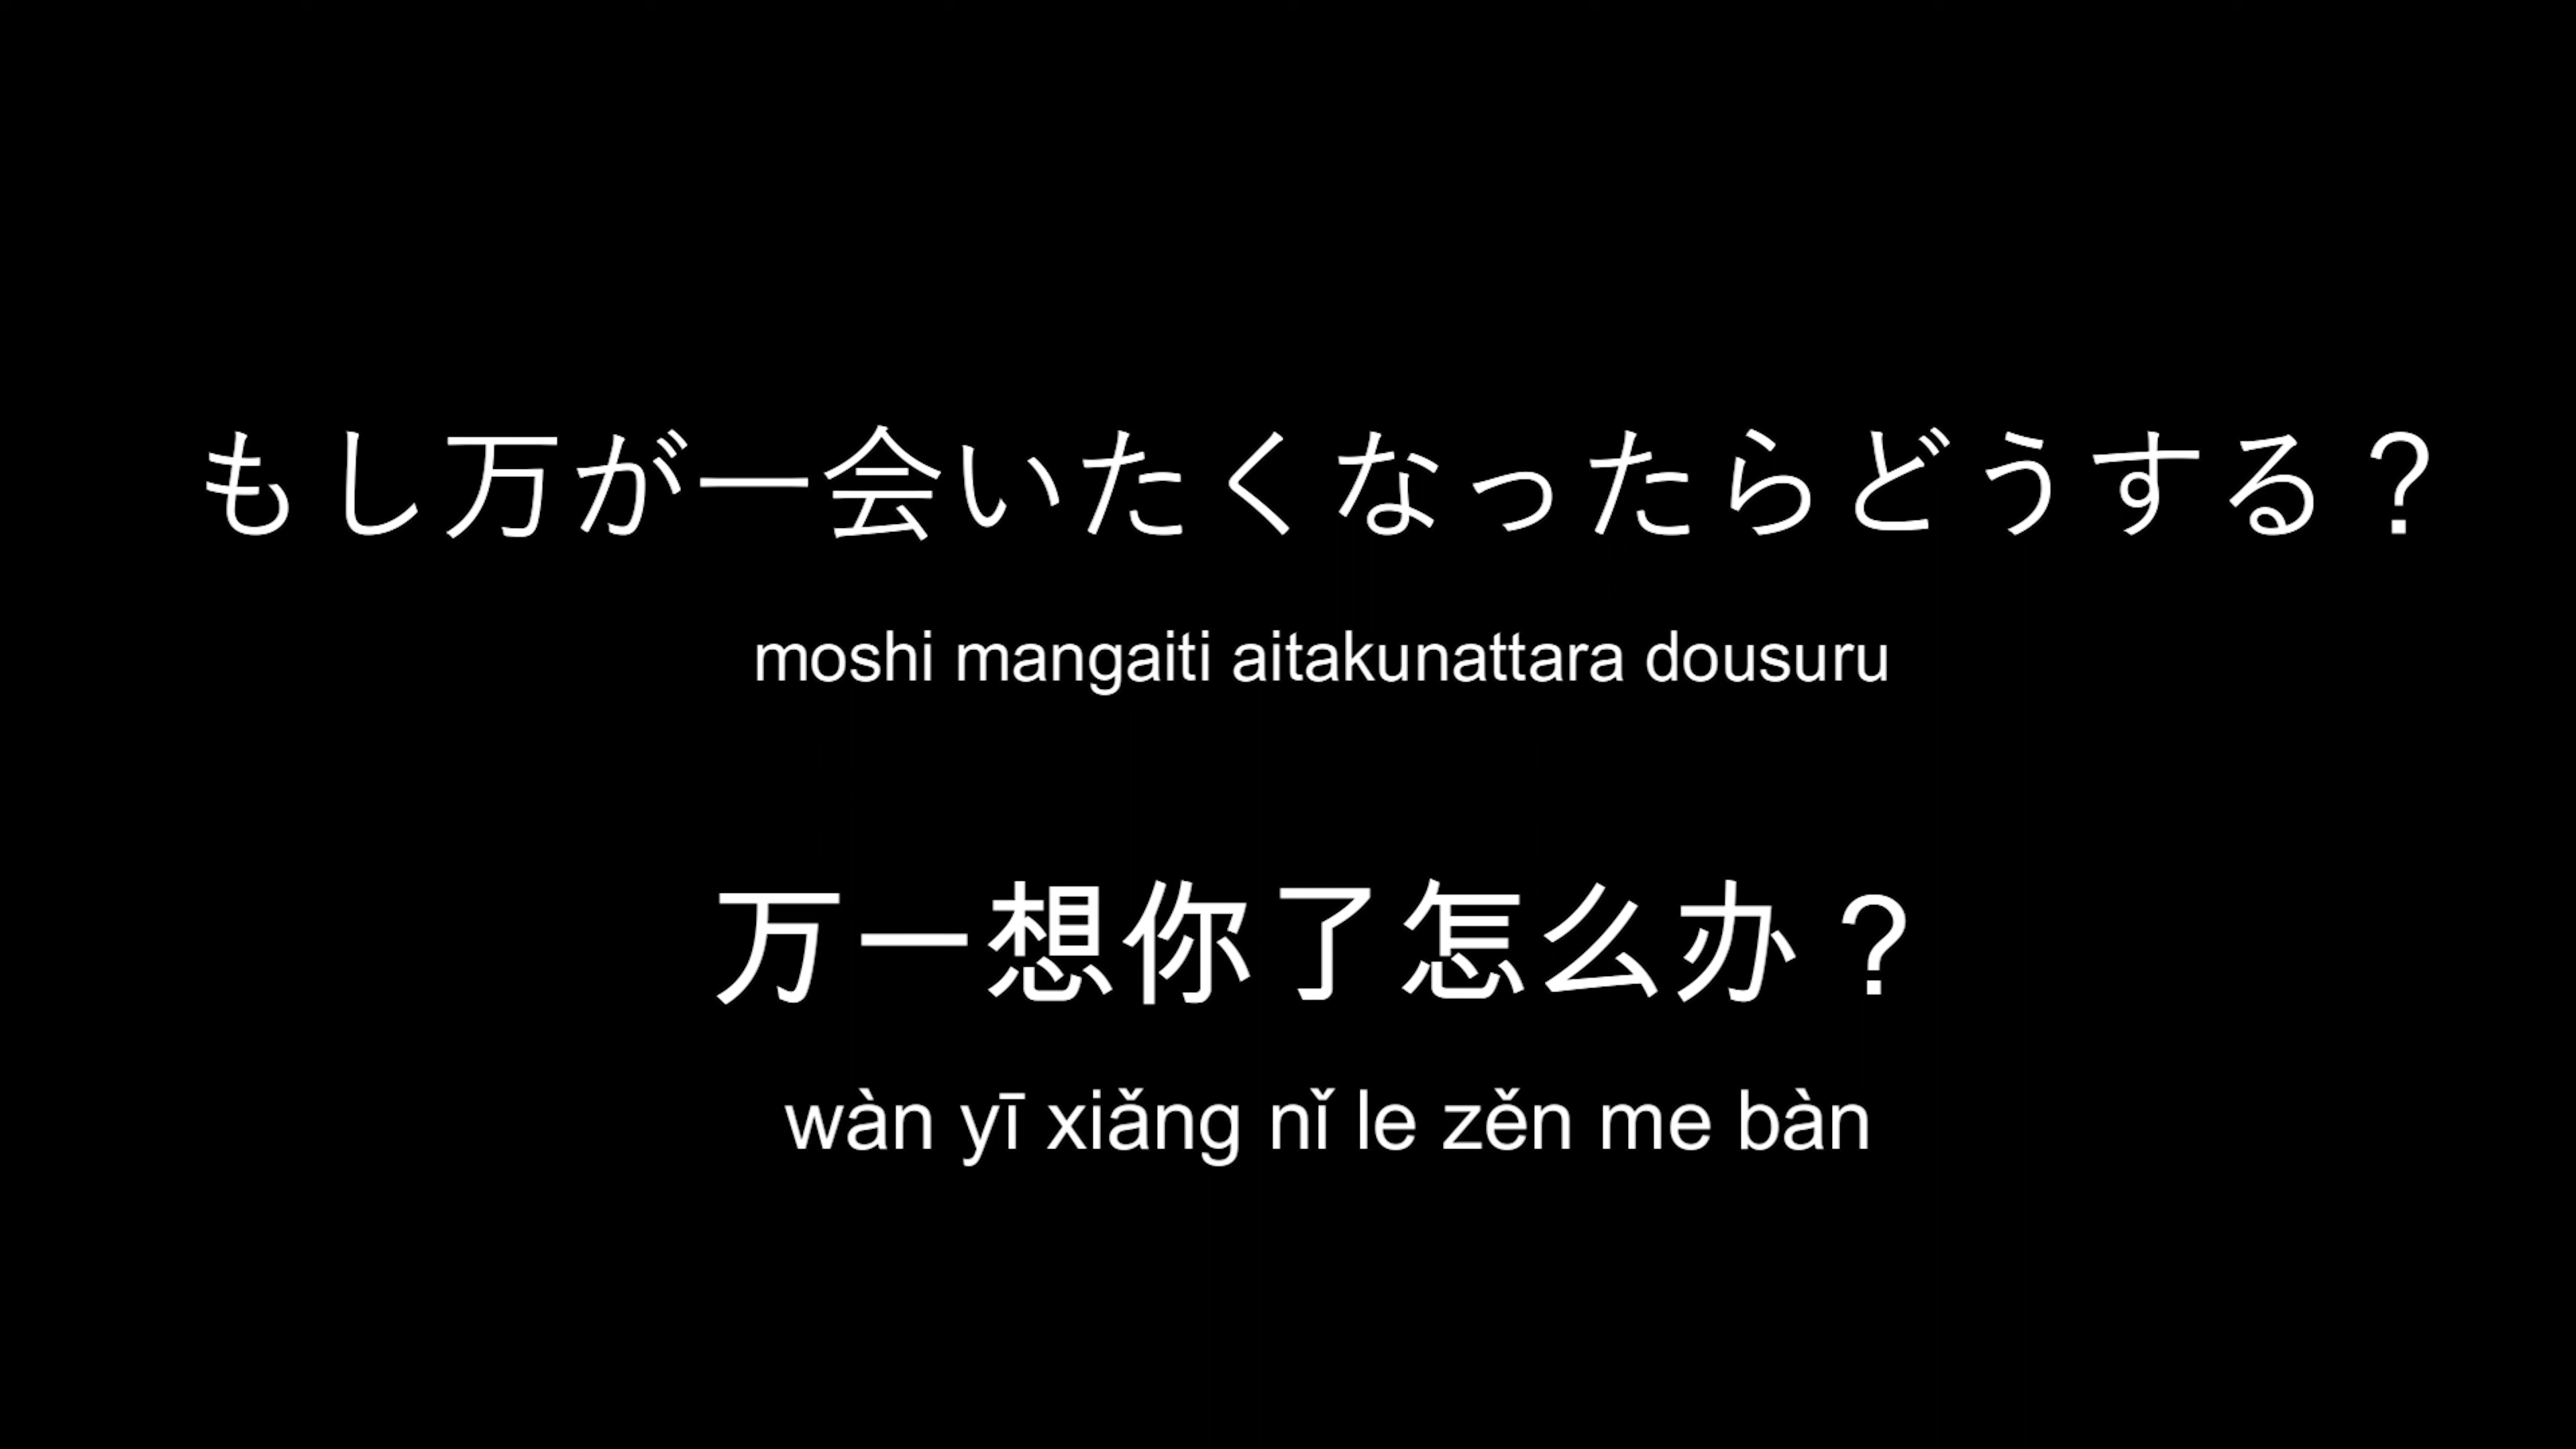 もし万が一会いたくなったらどうする？
moshi mangaiti aitakunattara dousuru
万一想你了怎么办？
wàn yī xiǎng nǐ le zěn me bàn